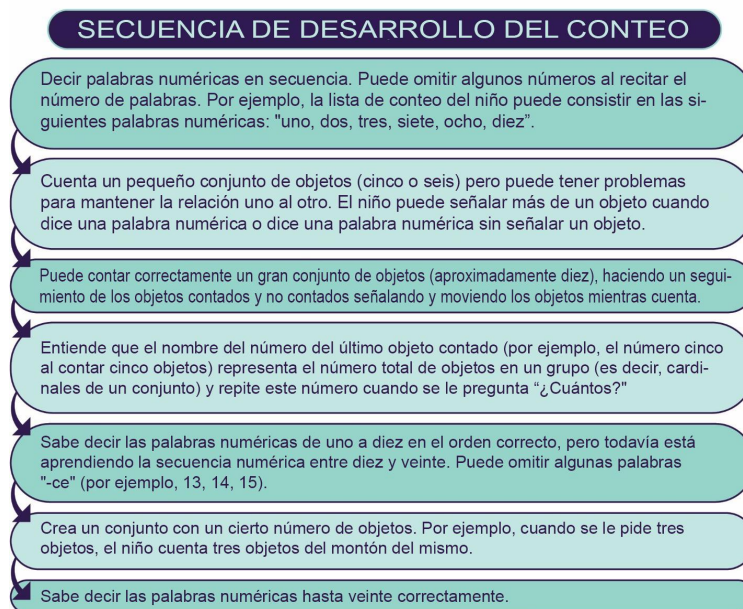 SECUENCIA DE DESARROLLO DEL CONTEO
Decir palabras numéricas en secuencia. Puede omitir algunos números al recitar el
número de palabras. Por ejemplo, la lista de conteo del niño puede consistir en las si-
guientes palabras numéricas: "uno, dos, tres, siete, ocho, diez”.
Cuenta un pequeño conjunto de objetos (cinco o seis) pero puede tener problemas
para mantener la relación uno al otro. El niño puede señalar más de un objeto cuando
dice una palabra numérica o dice una palabra numérica sin señalar un objeto.
Puede contar correctamente un gran conjunto de objetos (aproximadamente diez), haciendo un segui-
miento de los objetos contados y no contados señalando y moviendo los objetos mientras cuenta.
Entiende que el nombre del número del último objeto contado (por ejemplo, el número cinco
al contar cinco objetos) representa el número total de objetos en un grupo (es decir, cardi-
nales de un conjunto) y repite este número cuando se le pregunta “¿Cuántos?"
Sabe decir las palabras numéricas de uno a diez en el orden correcto, pero todavía está
aprendiendo la secuencia numérica entre diez y veinte. Puede omitir algunas palabras
"-ce" (por ejemplo, 13, 14, 15).
Crea un conjunto con un cierto número de objetos. Por ejemplo, cuando se le pide tres
objetos, el niño cuenta tres objetos del montón del mismo.
Sabe decir las palabras numéricas hasta veinte correctamente.